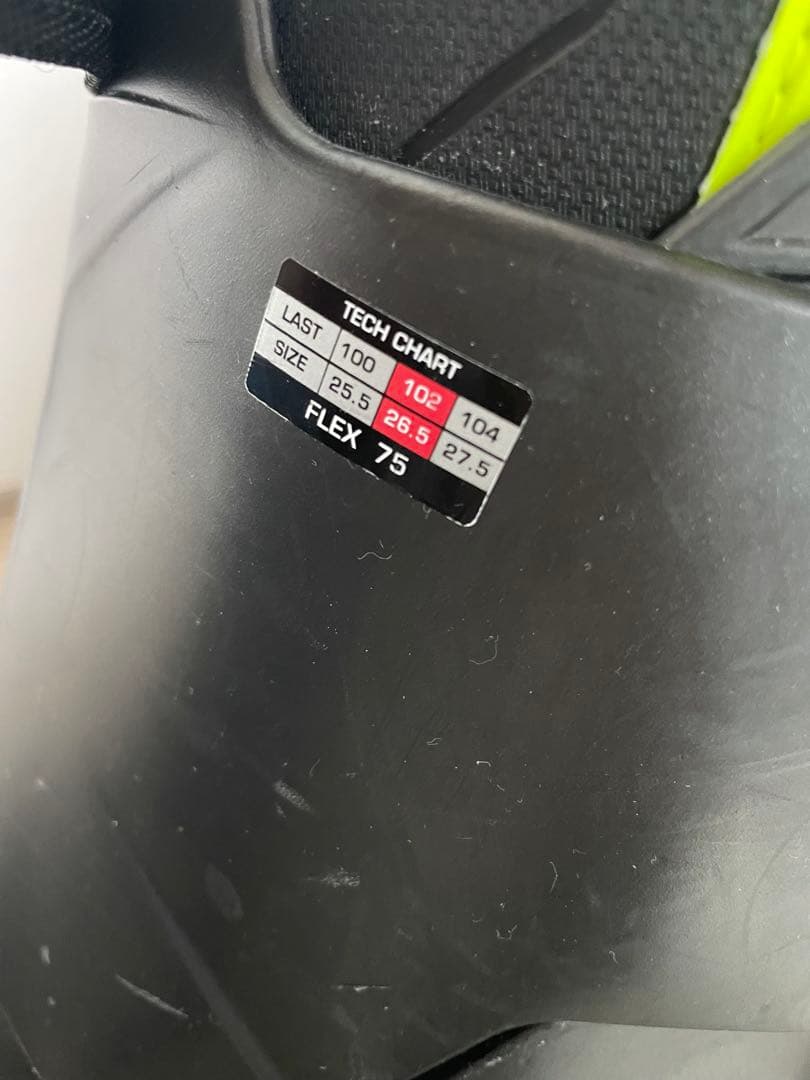 TECH CHART
LAST 100 102 104
SIZE 25.5 26.5 27.5
FLEX 75